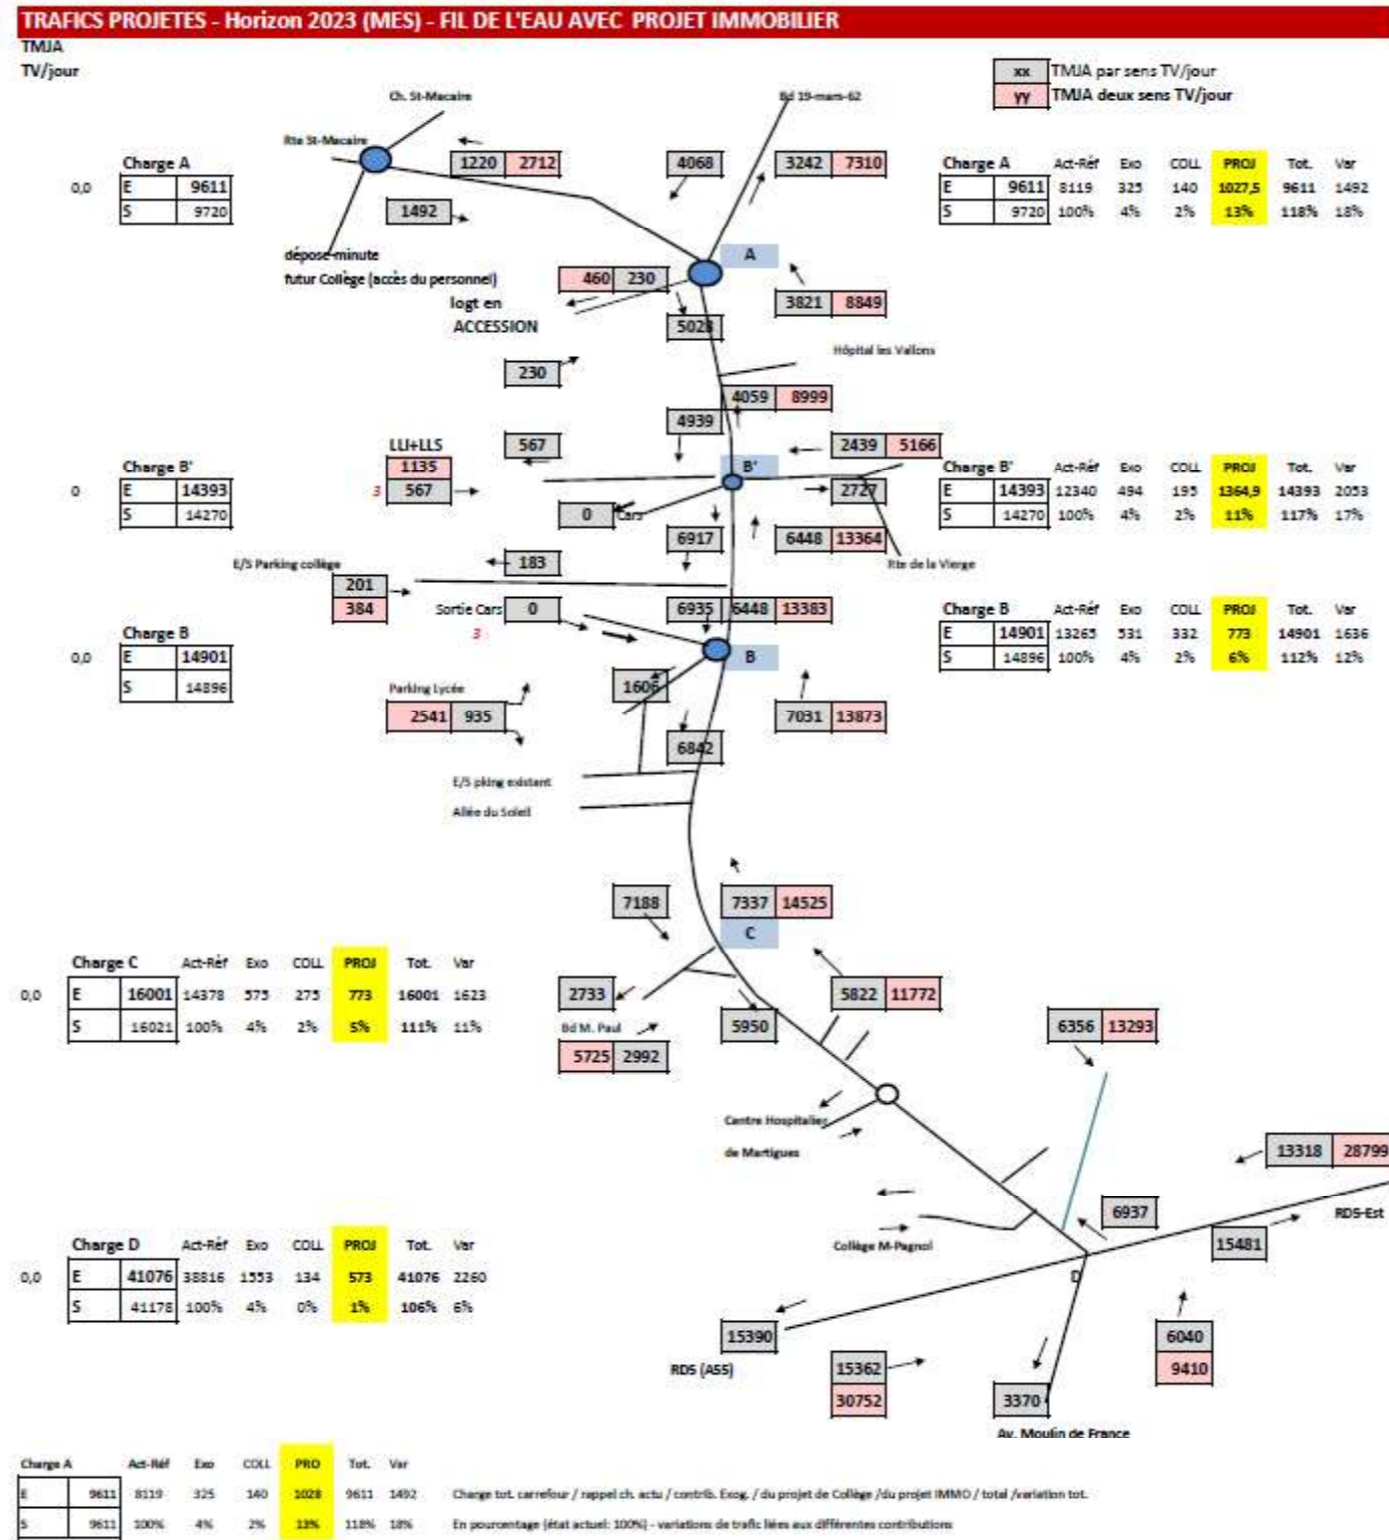 TRAFICS PROJETES - Horizon 2023 (MES) - FIL DE L'EAU AVEC PROJET IMMOBILIER
TMJA
TV/jour
xx TMJA par sens TV/jour
yy TMJA deux sens TV/jour
Ch. St-Macaire
Bd 19-mars-62
Rte St-Macaire
1220 2712
4068
3242 7310
0,0
Charge A
E 9611
S 9720
Charge A Act-Réf Exo COLL PROJ Tot. Var
E 9611 8119 325 140 1027,5 9611 1492
S 9720 100% 4% 2% 13% 118% 18%
1492
dépose-minute
futur Collège (accès du personnel)
A
460 230
3821 8849
logt en
ACCESSION
5028
Hôpital les Vallons
230
4059 8999
4939
567
2439 5166
LLI+LLS
1135
3 567
B'
2727
0
Charge B'
E 14393
S 14270
Charge B' Act-Réf Exo COLL PROJ Tot. Var
E 14393 12340 494 195 1364,9 14393 2053
S 14270 100% 4% 2% 11% 117% 17%
0 Cars
6917
6448 13364
Rte de la Vierge
E/S Parking collège
183
201
384
Sortie Cars 0
3
6935 6448 13383
0,0
Charge B
E 14901
S 14896
Charge B Act-Réf Exo COLL PROJ Tot. Var
E 14901 13265 531 332 773 14901 1636
S 14896 100% 4% 2% 6% 112% 12%
B
Parking Lycée
2541 935
1606
7031 13873
6842
E/S pking existant
Allée du Soleil
7188
7337 14525
C
0,0
Charge C Act-Réf Exo COLL PROJ Tot. Var
E 16001 14378 575 275 773 16001 1623
S 16021 100% 4% 2% 5% 111% 11%
2733
5822 11772
Bd M. Paul
5950
5725 2992
6356 13293
Centre Hospitalier
de Martigues
13318 28799
RD5-Est
6937
15481
Collège M-Pagnol
0,0
Charge D Act-Réf Exo COLL PROJ Tot. Var
E 41076 38816 1553 134 573 41076 2260
S 41178 100% 4% 0% 1% 106% 6%
D
15390
RD5 (A55)
15362
30752
6040
9410
3370
Av. Moulin de France
Charge A Act-Réf Exo COLL PRO Tot. Var
E 9611 8119 325 140 1028 9611 1492 Charge tot. carrefour / rappel ch. actu / contrib. Exog. / du projet de Collège /du projet IMMO / total /variation tot.
S 9611 100% 4% 2% 13% 118% 18% En pourcentage (état actuel: 100%) - variations de trafic liées aux différentes contributions